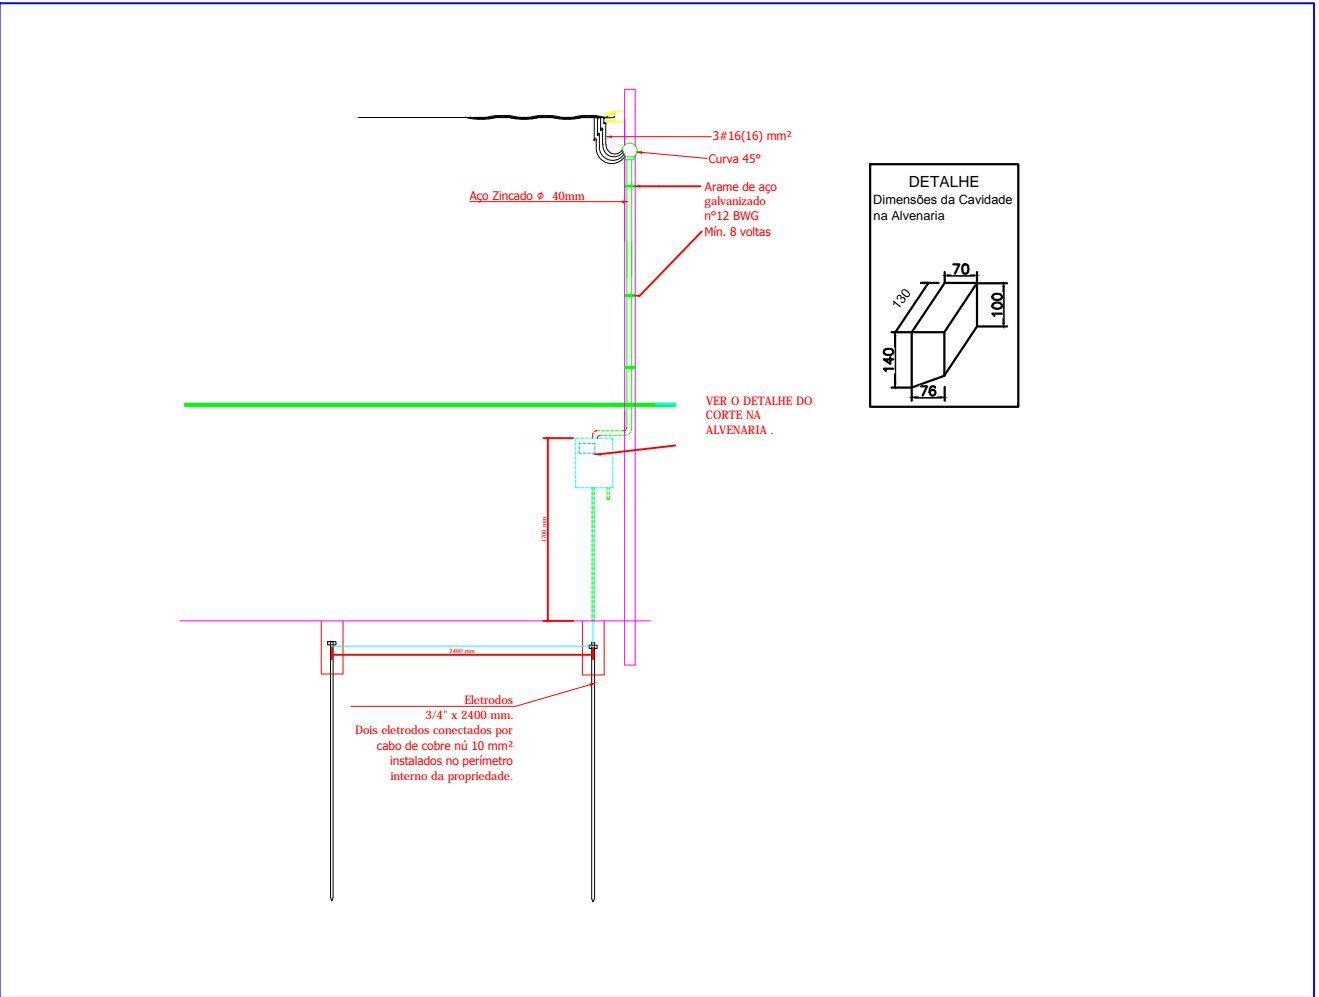 3#16(16) mm²
Curva 45°
Aço Zincado ø 40mm
Arame de aço
galvanizado
nº12 BWG
Mín. 8 voltas
DETALHE
Dimensões da Cavidade
na Alvenaria
70
130
100
140
76
VER O DETALHE DO
CORTE NA
ALVENARIA .
1700 mm
2400 mm
Eletrodos
3/4" x 2400 mm.
Dois eletrodos conectados por
cabo de cobre nú 10 mm²
instalados no perímetro
interno da propriedade.